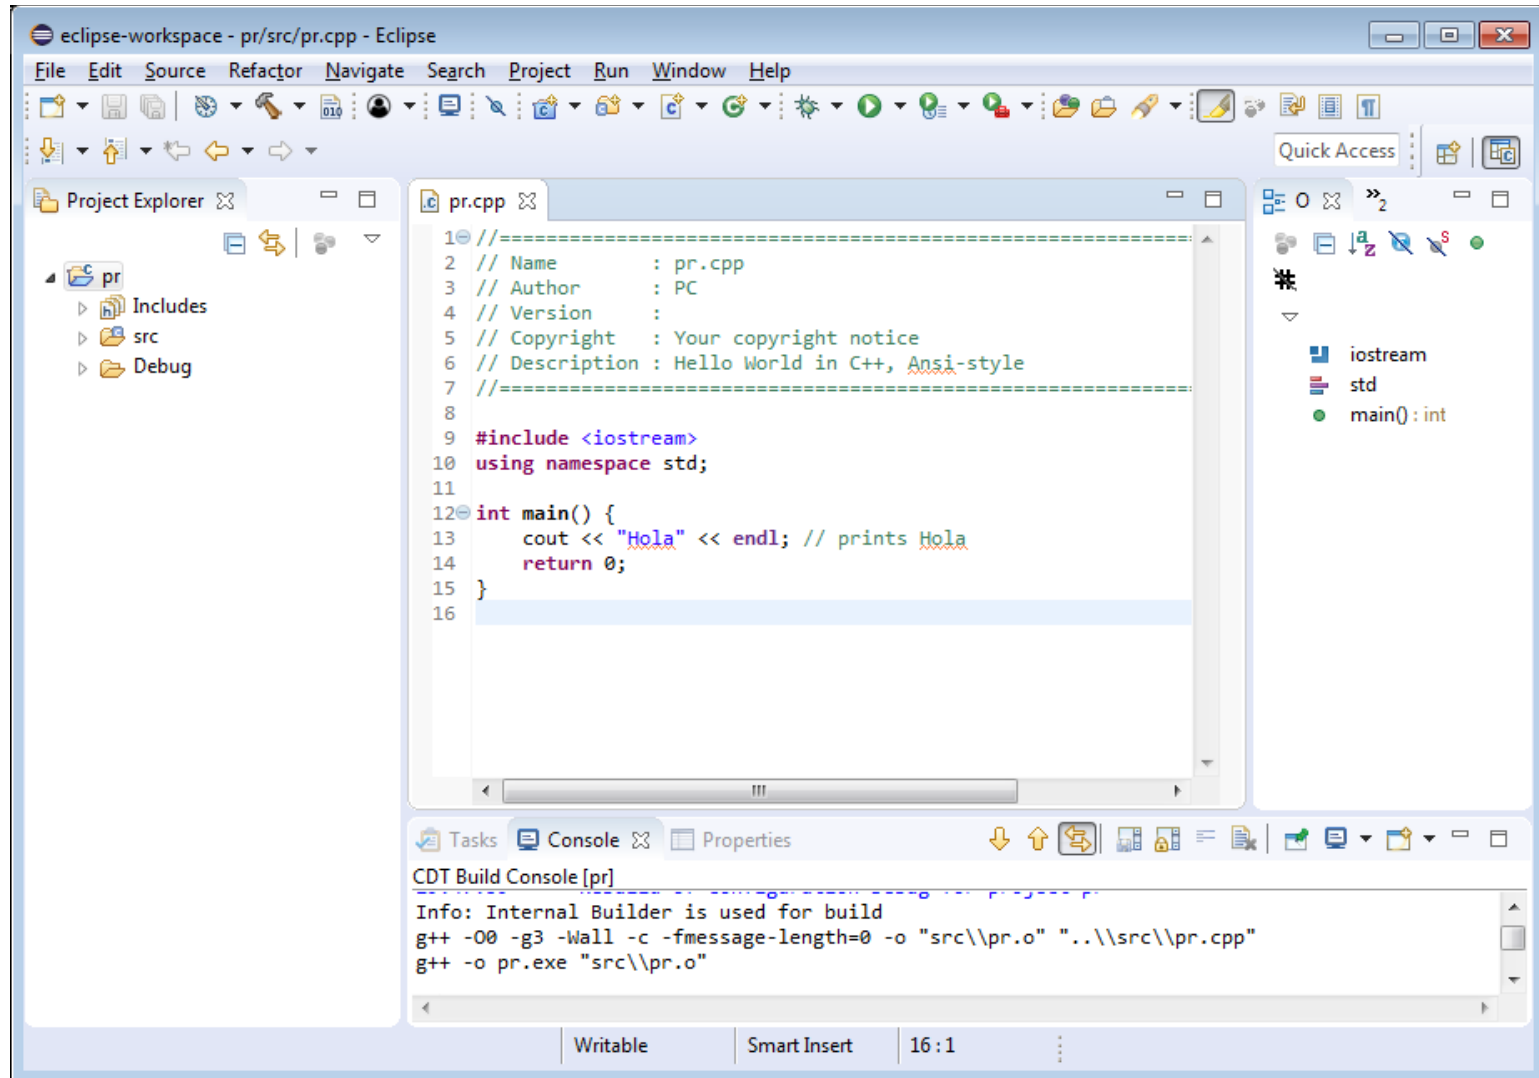 eclipse-workspace - pr/src/pr.cpp - Eclipse
File Edit Source Refactor Navigate Search Project Run Window Help
Quick Access
Project Explorer
pr
Includes
src
Debug
pr.cpp
1 //===========================================================
2 // Name        : pr.cpp
3 // Author      : PC
4 // Version     :
5 // Copyright   : Your copyright notice
6 // Description : Hello World in C++, Ansi-style
7 //===========================================================
8
9 #include <iostream>
10 using namespace std;
11
12 int main() {
13     cout << "Hola" << endl; // prints Hola
14     return 0;
15 }
16
O »2
iostream
std
main() : int
Tasks Console Properties
CDT Build Console [pr]
Info: Internal Builder is used for build
g++ -O0 -g3 -Wall -c -fmessage-length=0 -o "src\\pr.o" "..\\src\\pr.cpp"
g++ -o pr.exe "src\\pr.o"
Writable Smart Insert 16 : 1